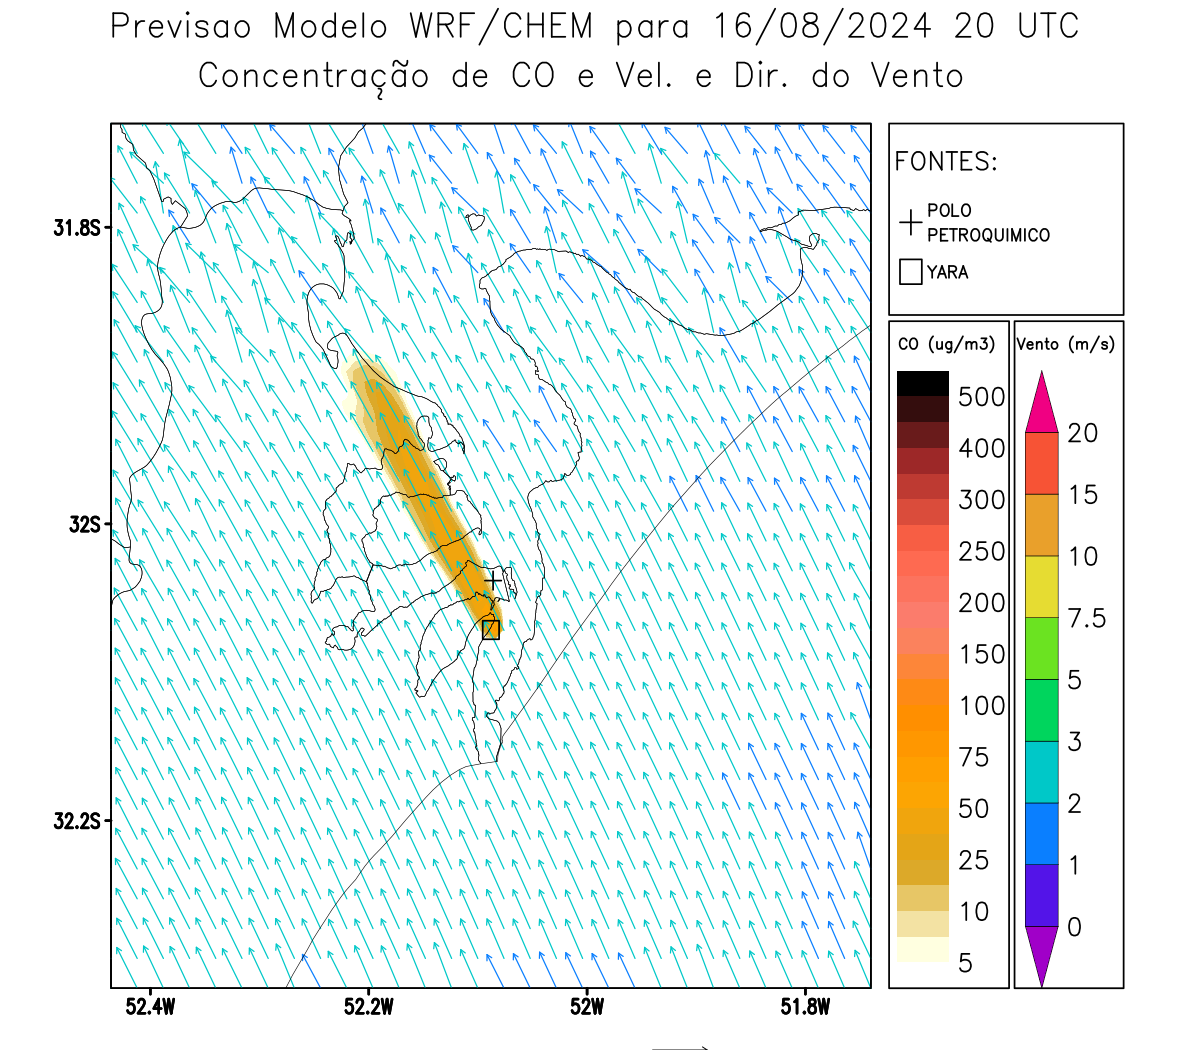 Previsao Modelo WRF/CHEM para 16/08/2024 20 UTC
Concentração de CO e Vel. e Dir. do Vento
FONTES:
POLO
PETROQUIMICO
YARA
31.8S
32S
32.2S
52.4W
52.2W
52W
51.8W
CO (ug/m3)
500
400
300
250
200
150
100
75
50
25
10
5
Vento (m/s)
20
15
10
7.5
5
3
2
1
0